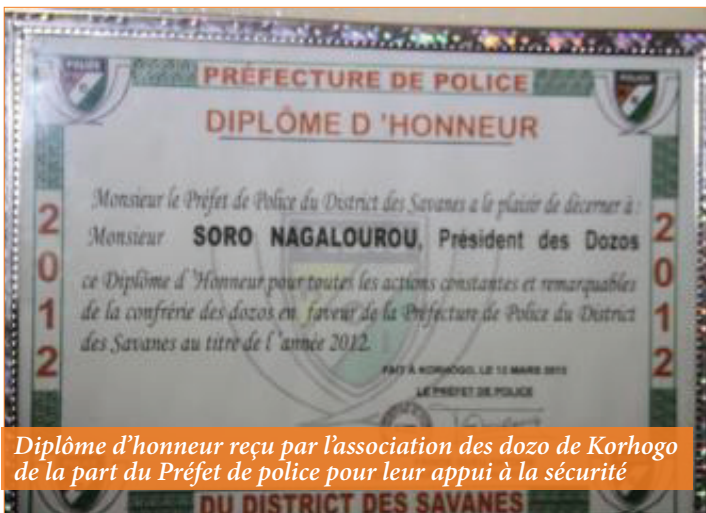 POLICE
POLICE
PRÉFECTURE DE POLICE
DIPLÔME D 'HONNEUR
Monsieur le Préfet de Police du District des Savanes a le plaisir de décerner à :
Monsieur SORO NAGALOUROU, Président des Dozos
ce Diplôme d 'Honneur pour toutes les actions constantes et remarquables
de la confrérie des dozos en faveur de la Préfecture de Police du District
des Savanes au titre de l 'année 2012
2012
2012
FAIT À KORHOGO, LE MARS
LE PREFET DE POLICE
Diplôme d'honneur reçu par l'association des dozo de Korhogo
de la part du Préfet de police pour leur appui à la sécurité
DU DISTRICT DES SAVANES